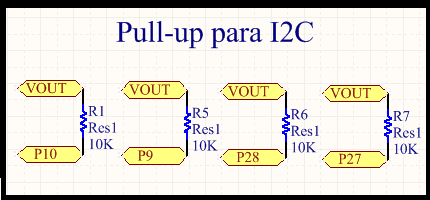 Pull-up para I2C
VOUT VOUT VOUT VOUT
R1 R5 R6 R7
Res1 Res1 Res1 Res1
10K 10K 10K 10K
P10 P9 P28 P27